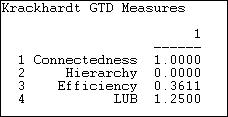 Krackhardt GTD Measures
1
------
1 Connectedness 1.0000
2 Hierarchy 0.0000
3 Efficiency 0.3611
4 LUB 1.2500